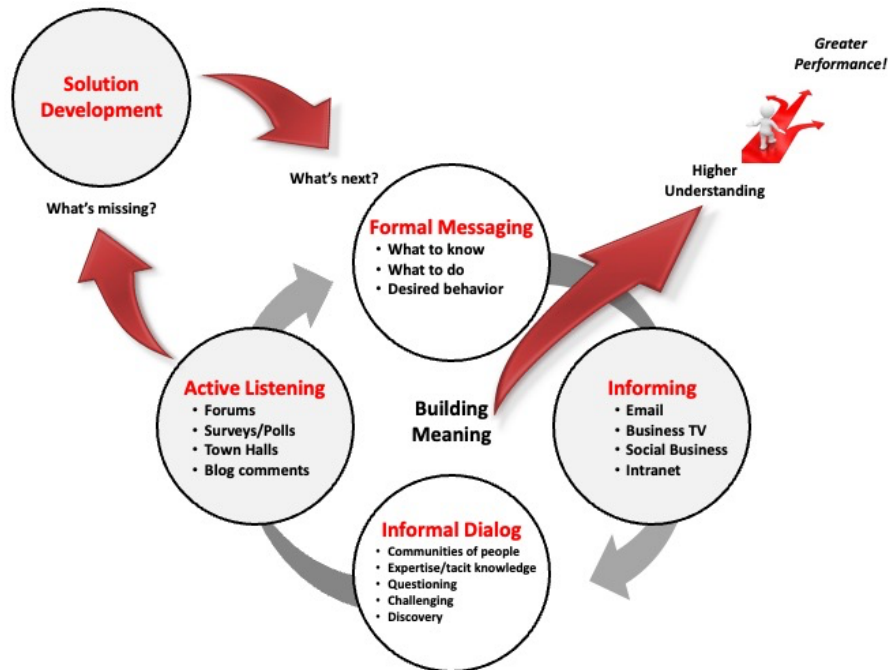 Solution
Development
What's missing?
What's next?
Greater
Performance!
Higher
Understanding
Formal Messaging
• What to know
• What to do
• Desired behavior
Active Listening
• Forums
• Surveys/Polls
• Town Halls
• Blog comments
Building
Meaning
Informing
• Email
• Business TV
• Social Business
• Intranet
Informal Dialog
• Communities of people
• Expertise/tacit knowledge
• Questioning
• Challenging
• Discovery